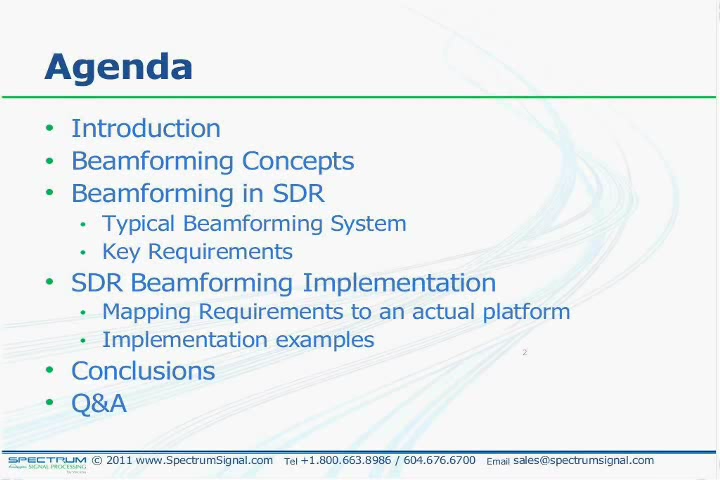 Agenda
• Introduction
• Beamforming Concepts
• Beamforming in SDR
• Typical Beamforming System
• Key Requirements
• SDR Beamforming Implementation
• Mapping Requirements to an actual platform
• Implementation examples
2
• Conclusions
• Q&A
SPECTRUM
SIGNAL PROCESSING
© 2011 www.SpectrumSignal.com Tel +1.800.663.8986 / 604.676.6700 Email sales@spectrumsignal.com